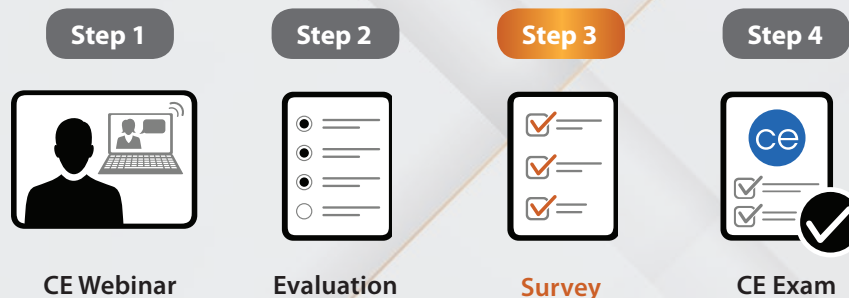 Step 1
Step 2
Step 3
Step 4
ce
CE Webinar
Evaluation
Survey
CE Exam